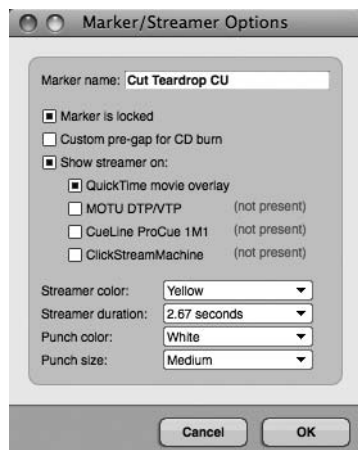 Marker/Streamer Options
Marker name: Cut Teardrop CU
Marker is locked
Custom pre-gap for CD burn
Show streamer on:
QuickTime movie overlay
MOTU DTP/VTP (not present)
CueLine ProCue 1M1 (not present)
ClickStreamMachine (not present)
Streamer color: Yellow
Streamer duration: 2.67 seconds
Punch color: White
Punch size: Medium
Cancel OK